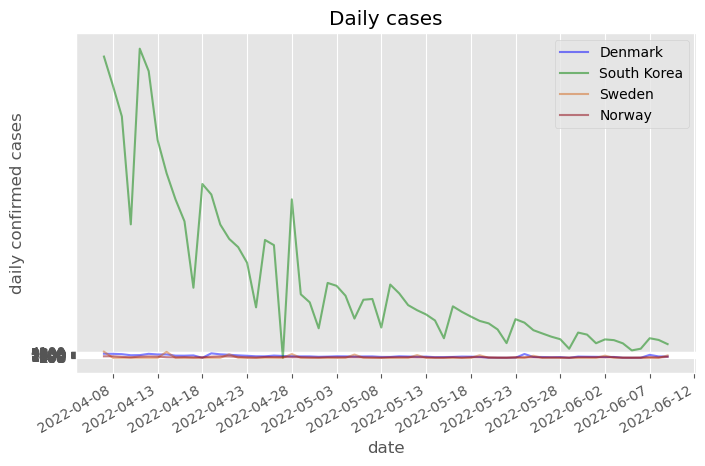 Daily cases
Denmark
South Korea
Sweden
Norway
daily confirmed cases
2022-04-08
2022-04-13
2022-04-18
2022-04-23
2022-04-28
2022-05-03
2022-05-08
2022-05-13
2022-05-18
2022-05-23
2022-05-28
2022-06-02
2022-06-07
2022-06-12
date